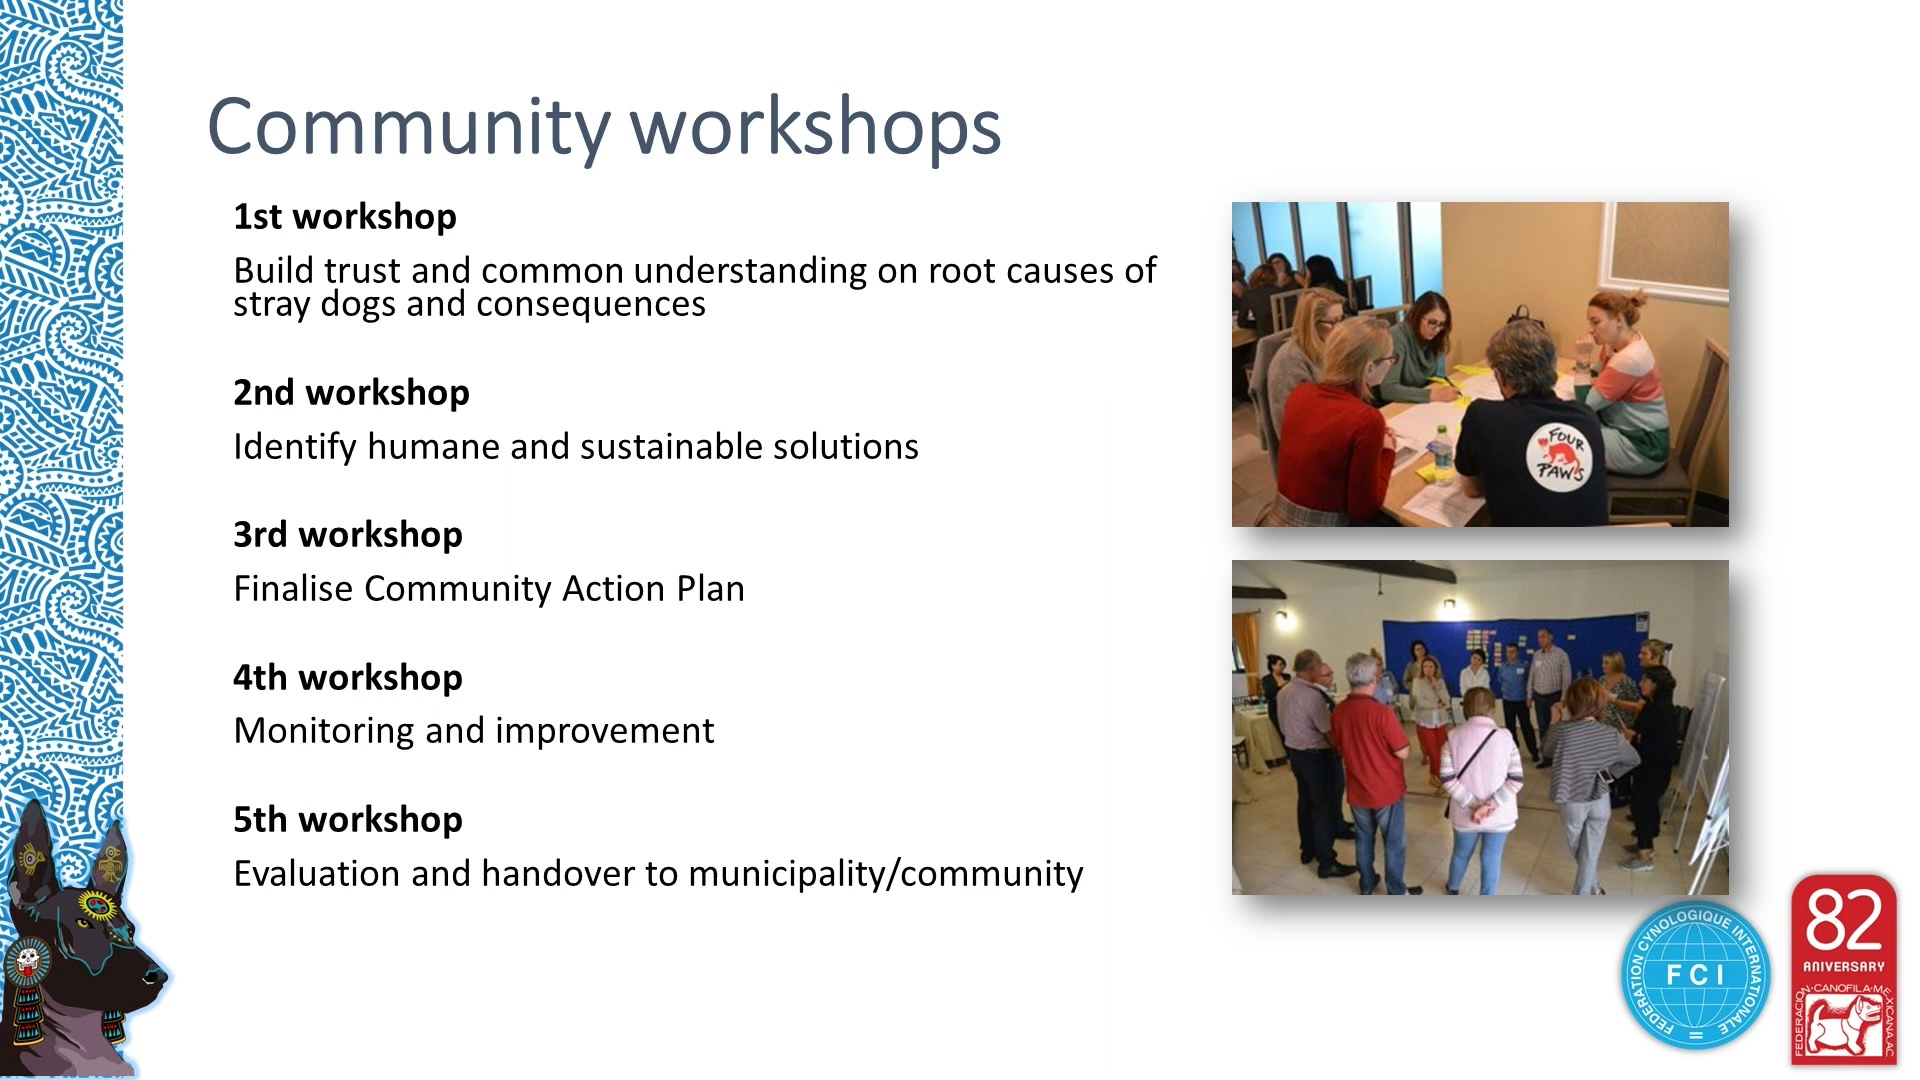 Community workshops
1st workshop
Build trust and common understanding on root causes of
stray dogs and consequences
2nd workshop
Identify humane and sustainable solutions
3rd workshop
Finalise Community Action Plan
4th workshop
Monitoring and improvement
5th workshop
Evaluation and handover to municipality/community
FOUR
PAWS
FEDERATION CYNOLOGIQUE INTERNATIONALE
FCI
82
ANIVERSARY
FEDERACION·CANOFILA·MEXICANA,AC